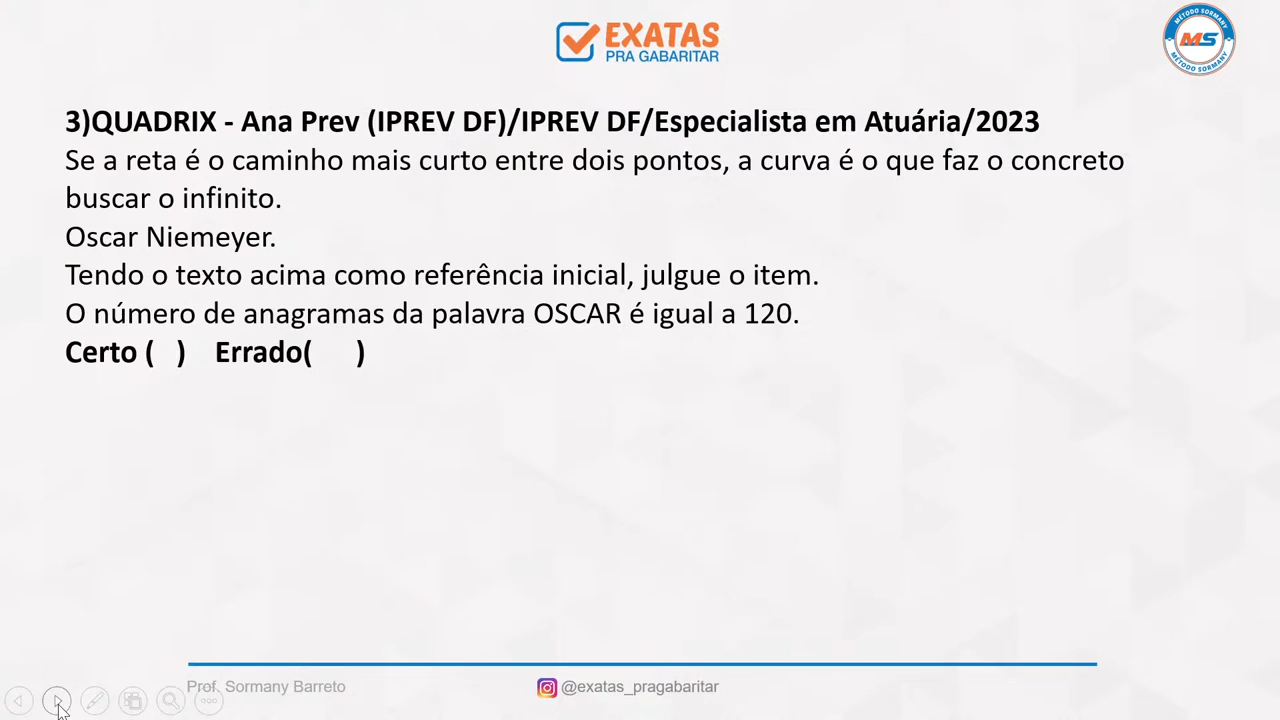 EXATAS
PRA GABARITAR
MÉTODO SORMANY
MS
MÉTODO SORMANY
3)QUADRIX - Ana Prev (IPREV DF)/IPREV DF/Especialista em Atuária/2023
Se a reta é o caminho mais curto entre dois pontos, a curva é o que faz o concreto
buscar o infinito.
Oscar Niemeyer.
Tendo o texto acima como referência inicial, julgue o item.
O número de anagramas da palavra OSCAR é igual a 120.
Certo (   )    Errado(      )
Prof. Sormany Barreto
@exatas_pragabaritar